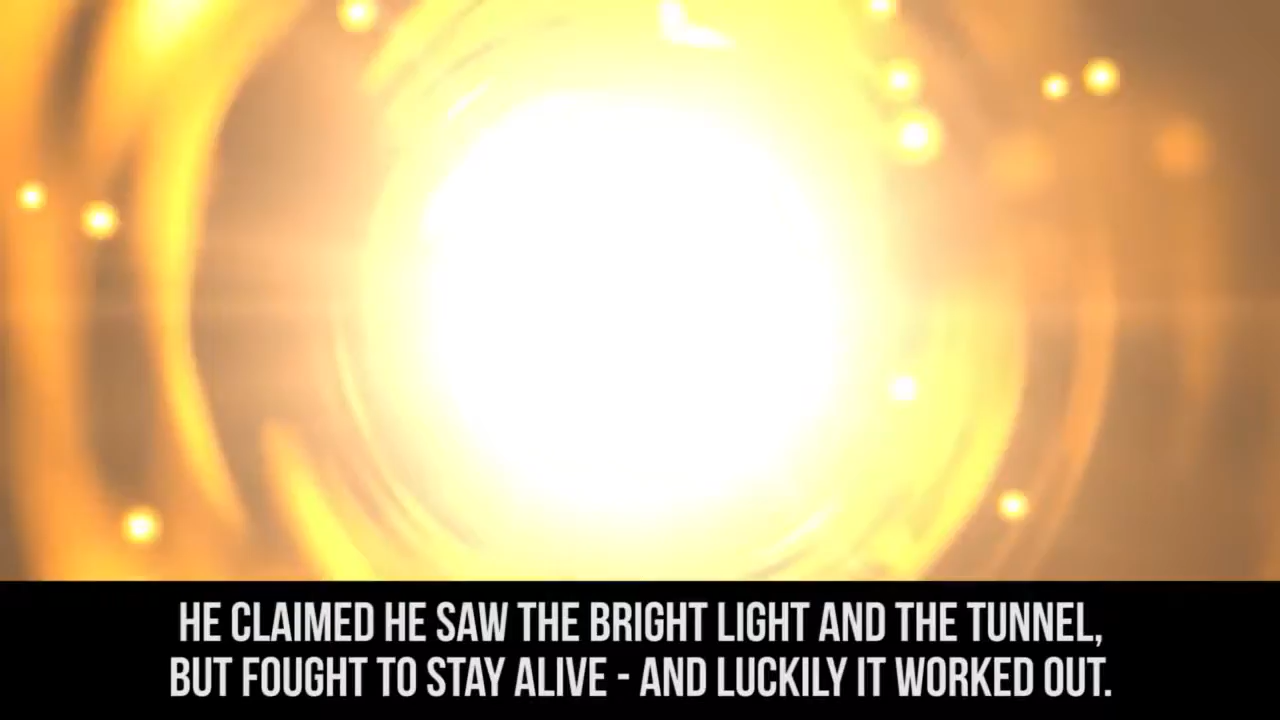 HE CLAIMED HE SAW THE BRIGHT LIGHT AND THE TUNNEL,
BUT FOUGHT TO STAY ALIVE - AND LUCKILY IT WORKED OUT.